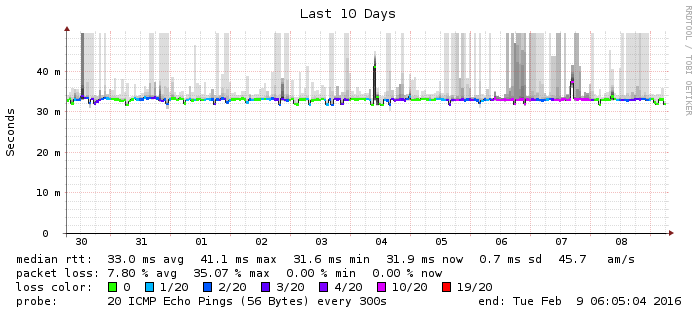 Last 10 Days
RRDTOOL / TOBI OETIKER
Seconds
40 m
30 m
20 m
10 m
0
30 31 01 02 03 04 05 06 07 08
median rtt: 33.0 ms avg 41.1 ms max 31.6 ms min 31.9 ms now 0.7 ms sd 45.7 am/s
packet loss: 7.80 % avg 35.07 % max 0.00 % min 0.00 % now
loss color: 0 1/20 2/20 3/20 4/20 10/20 19/20
probe: 20 ICMP Echo Pings (56 Bytes) every 300s end: Tue Feb 9 06:05:04 2016